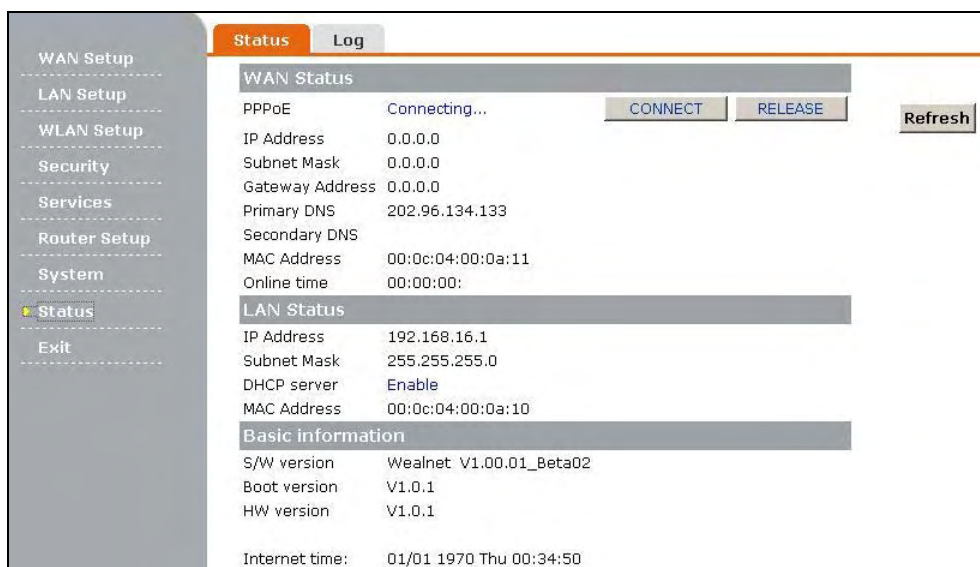 Status Log
WAN Setup
LAN Setup
WLAN Setup
Security
Services
Router Setup
System
Status
Exit
WAN Status
PPPoE Connecting... CONNECT RELEASE
Refresh
IP Address 0.0.0.0
Subnet Mask 0.0.0.0
Gateway Address 0.0.0.0
Primary DNS 202.96.134.133
Secondary DNS
MAC Address 00:0c:04:00:0a:11
Online time 00:00:00:
LAN Status
IP Address 192.168.16.1
Subnet Mask 255.255.255.0
DHCP server Enable
MAC Address 00:0c:04:00:0a:10
Basic information
S/W version Wealnet V1.00.01_Beta02
Boot version V1.0.1
HW version V1.0.1
Internet time: 01/01 1970 Thu 00:34:50